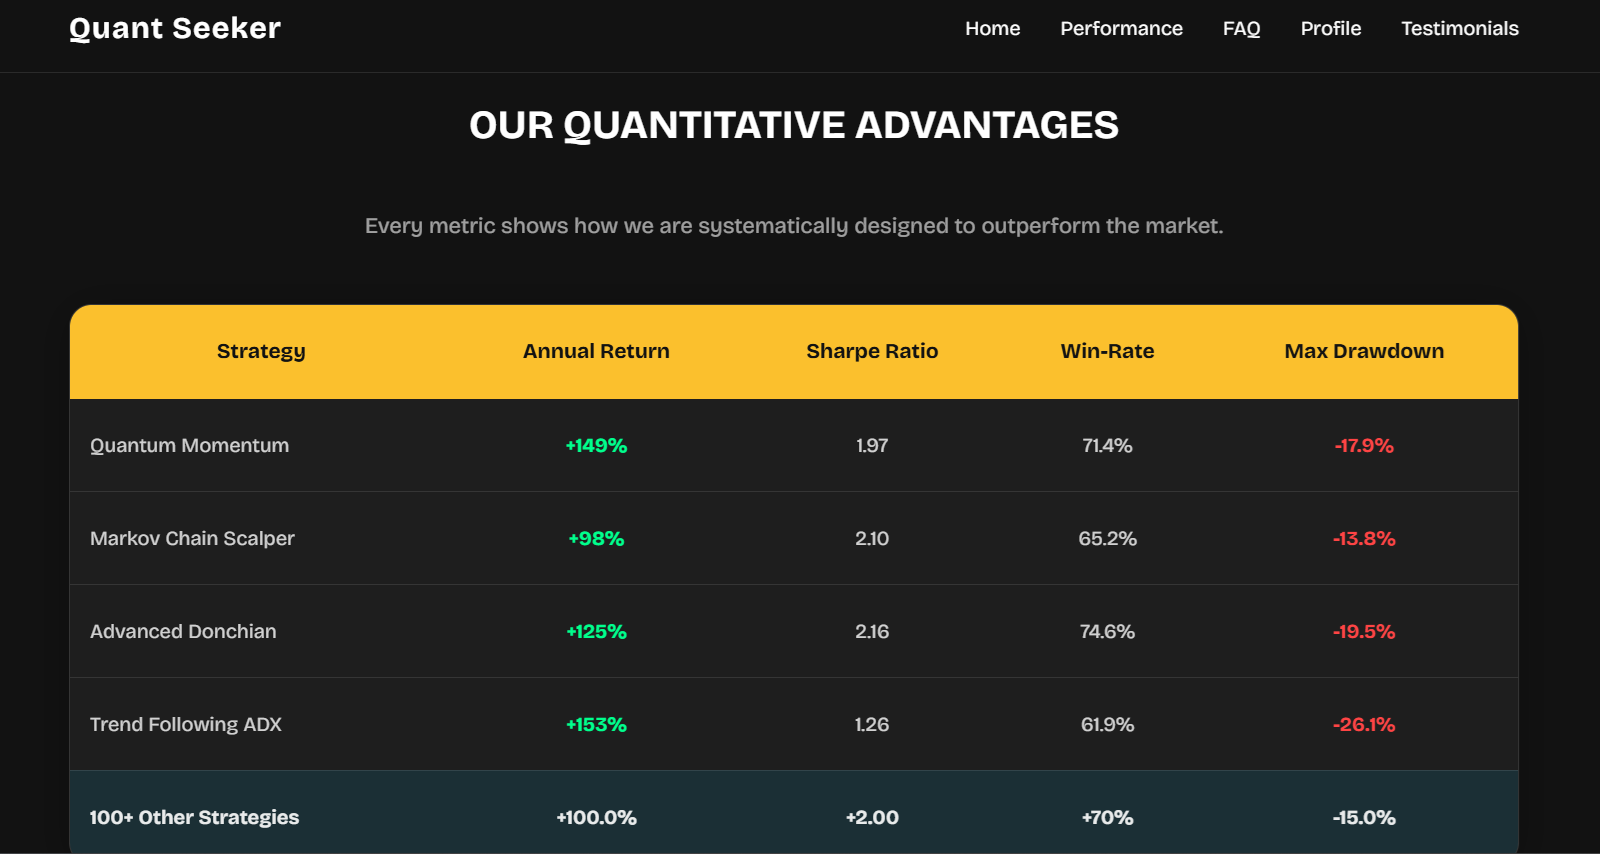 Quant Seeker Home Performance FAQ Profile Testimonials
OUR QUANTITATIVE ADVANTAGES
Every metric shows how we are systematically designed to outperform the market.
Strategy Annual Return Sharpe Ratio Win-Rate Max Drawdown
Quantum Momentum +149% 1.97 71.4% -17.9%
Markov Chain Scalper +98% 2.10 65.2% -13.8%
Advanced Donchian +125% 2.16 74.6% -19.5%
Trend Following ADX +153% 1.26 61.9% -26.1%
100+ Other Strategies +100.0% +2.00 +70% -15.0%